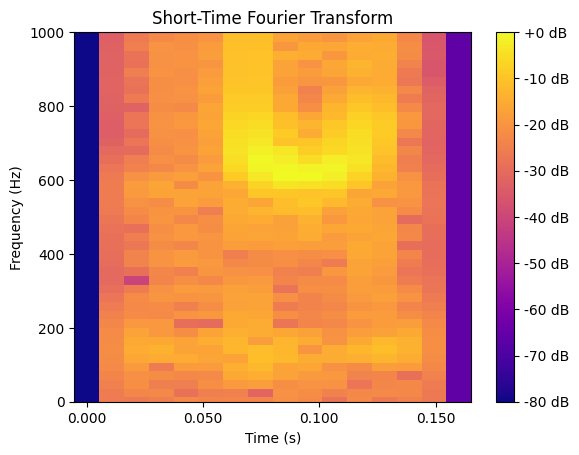 Short-Time Fourier Transform
1000
800
600
400
200
0
Frequency (Hz)
0.000
0.050
0.100
0.150
Time (s)
+0 dB
-10 dB
-20 dB
-30 dB
-40 dB
-50 dB
-60 dB
-70 dB
-80 dB